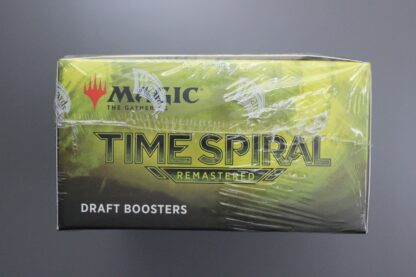 MAGIC
THE GATHERING
TIME SPIRAL
REMASTERED
DRAFT BOOSTERS